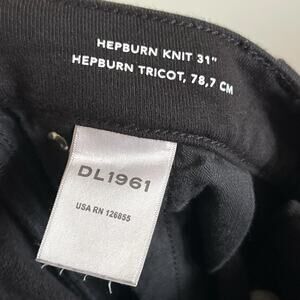 HEPBURN KNIT 31"
HEPBURN TRICOT, 78,7 CM
DL1961
USA RN 126855